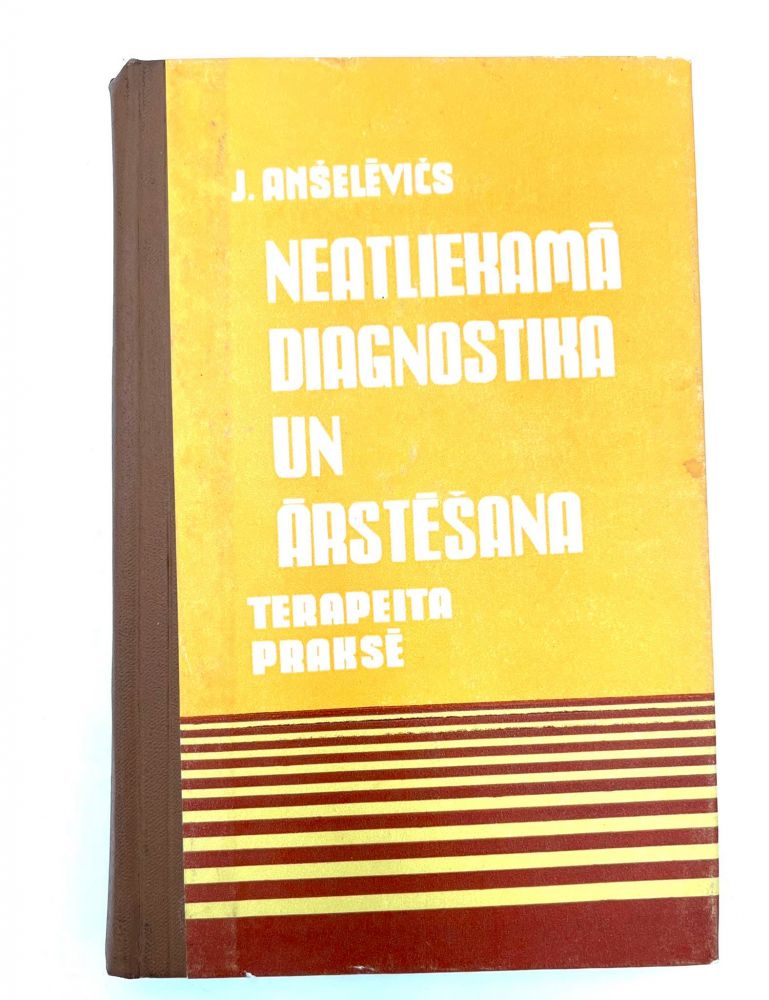 J. ANŠELĒVIČS
NEATLIEKAMĀ
DIAGNOSTIKA
UN
ĀRSTĒŠANA
TERAPEITA
PRAKSĒ